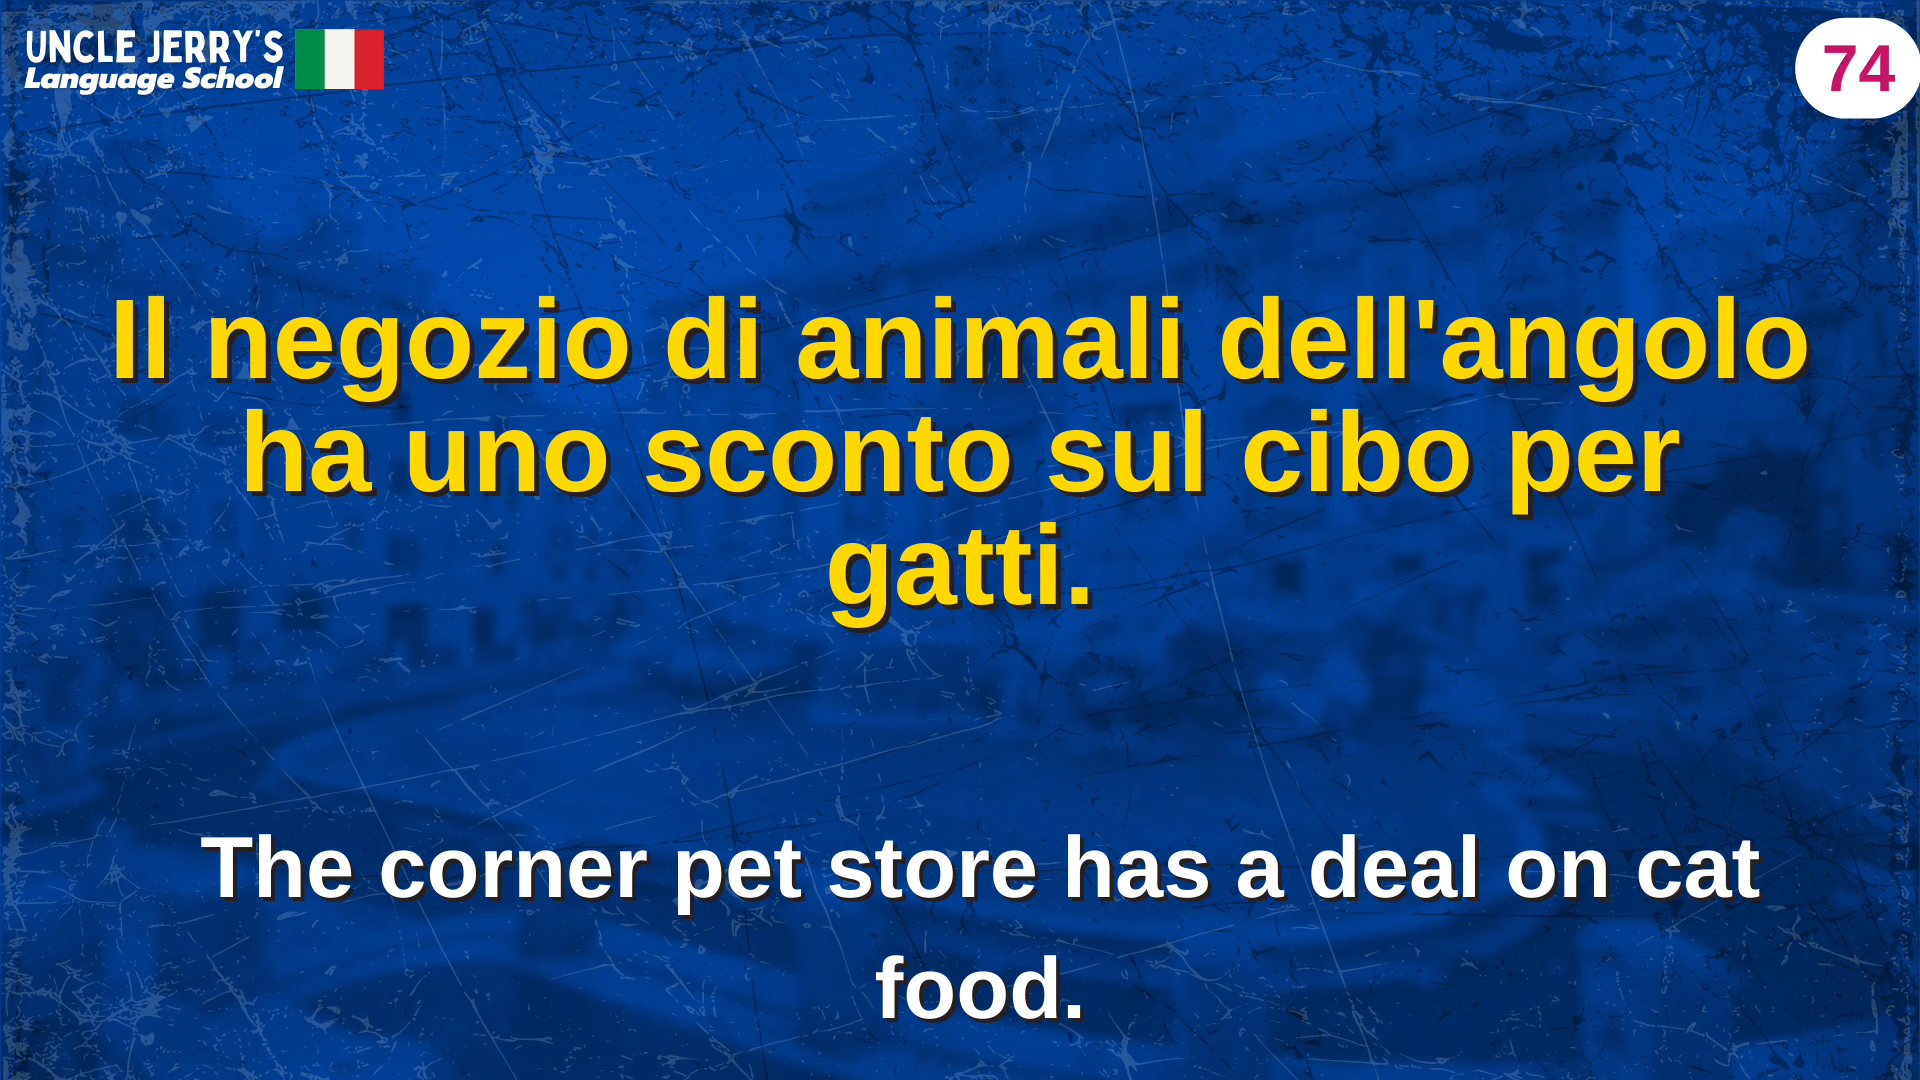 UNCLE JERRY'S
Language School
74
Il negozio di animali dell'angolo
ha uno sconto sul cibo per
gatti.
The corner pet store has a deal on cat
food.